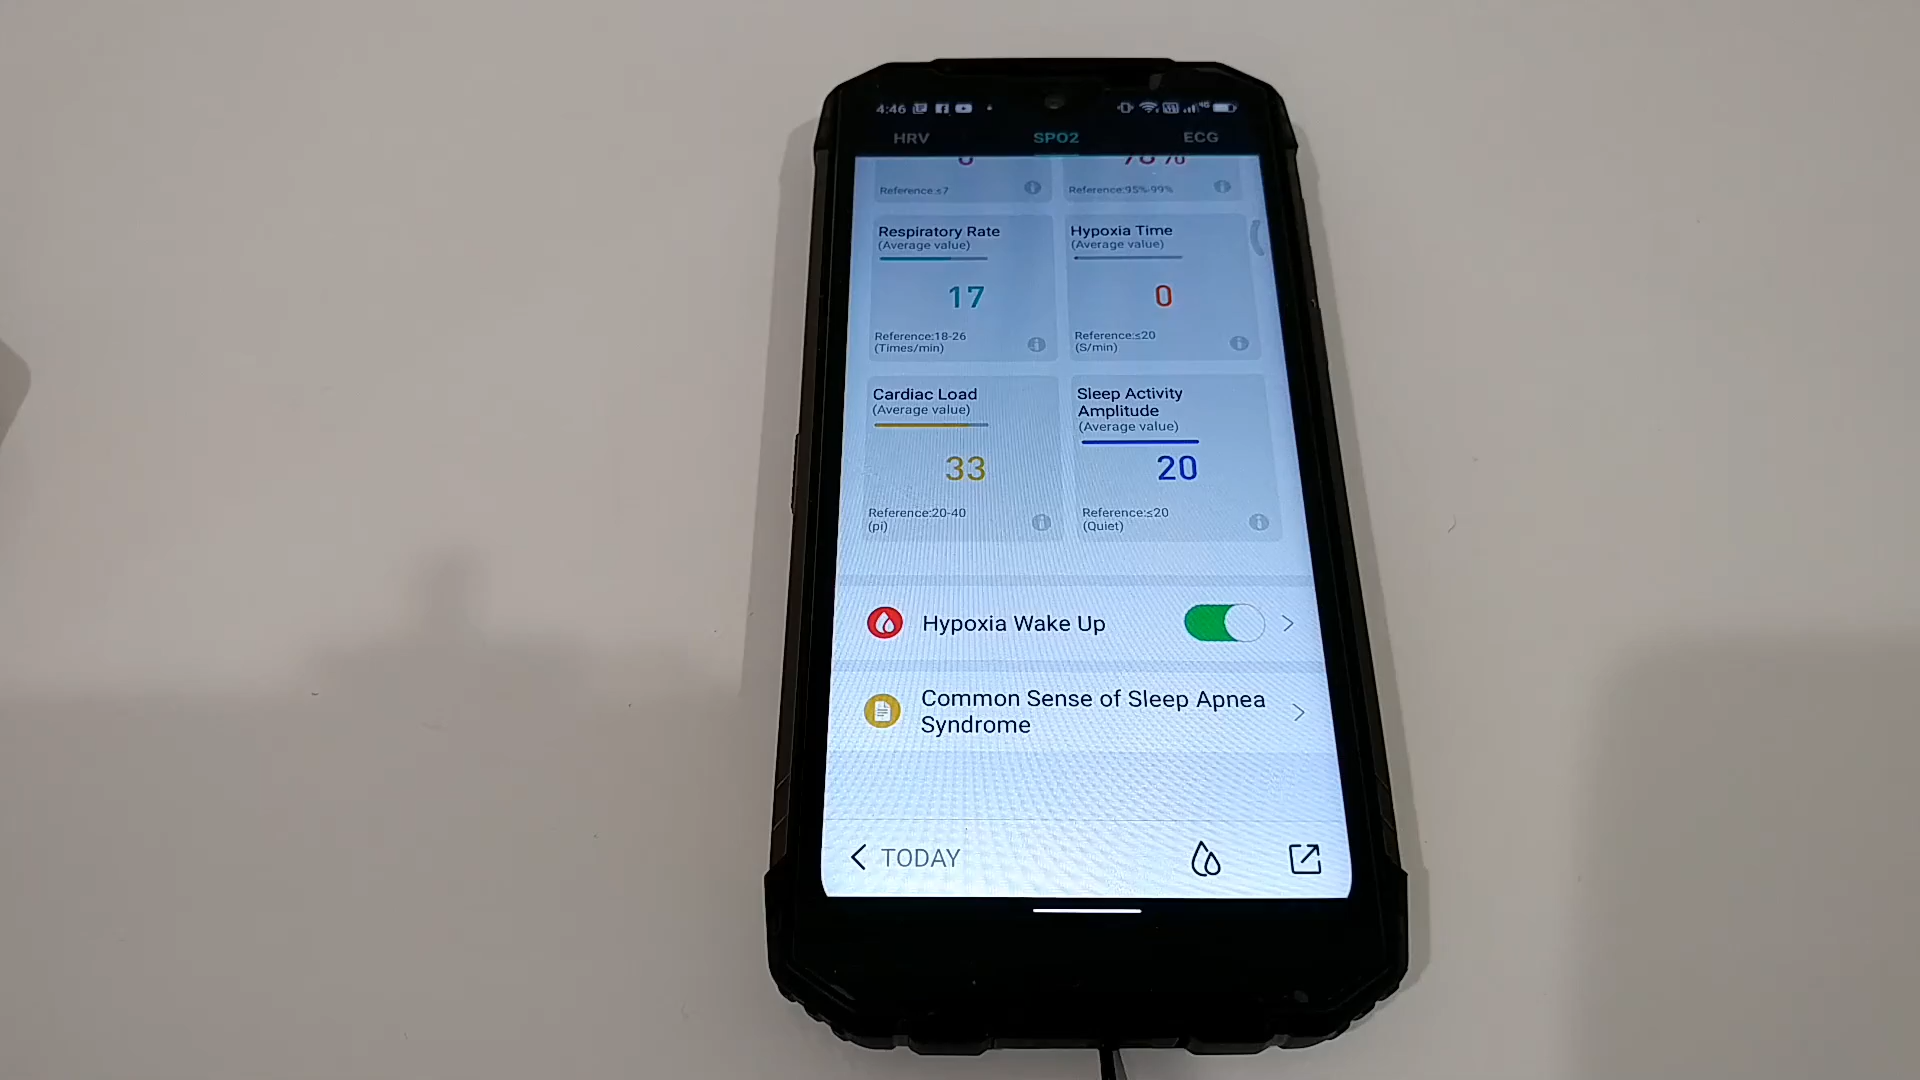 4:46
HRV SPO2 ECG
Reference:≤7
Reference:95%-99%
Respiratory Rate
(Average value)
17
Reference:18-26
(Times/min)
Hypoxia Time
(Average value)
0
Reference:≤20
(S/min)
Cardiac Load
(Average value)
33
Reference:20-40
(pi)
Sleep Activity
Amplitude
(Average value)
20
Reference:≤20
(Quiet)
Hypoxia Wake Up
Common Sense of Sleep Apnea
Syndrome
TODAY